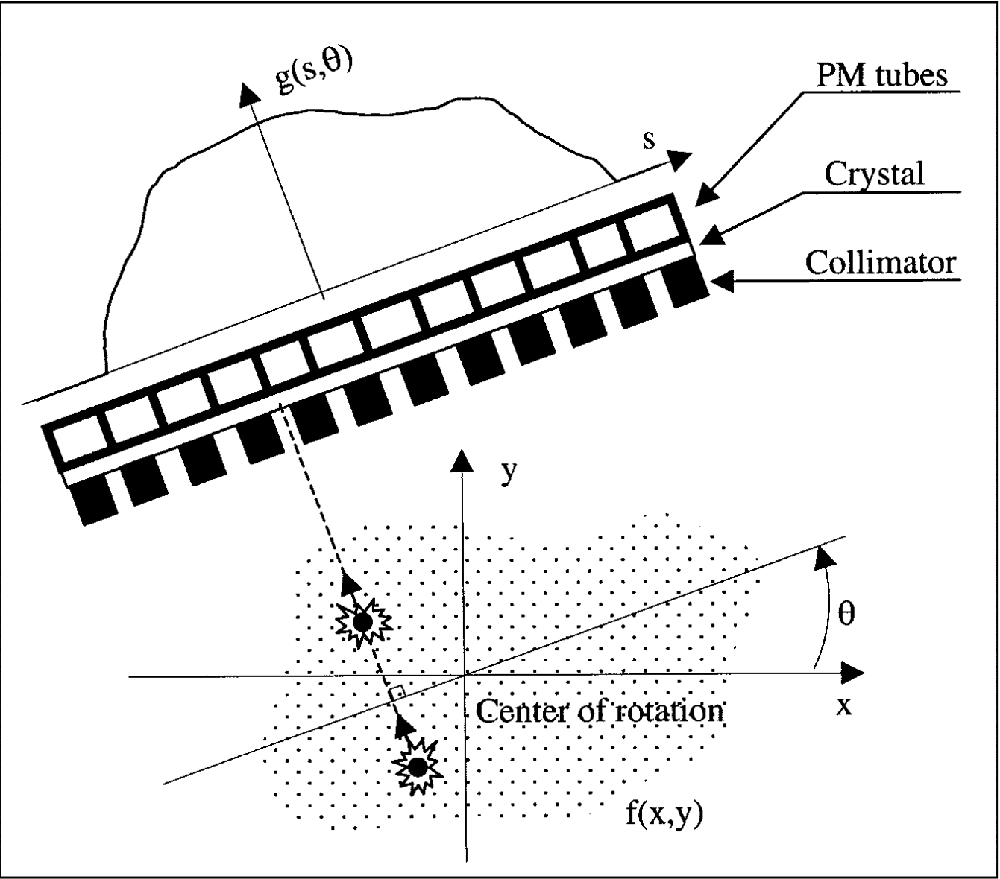 g(s,θ)
PM tubes
s
Crystal
Collimator
y
θ
Center of rotation
x
f(x,y)